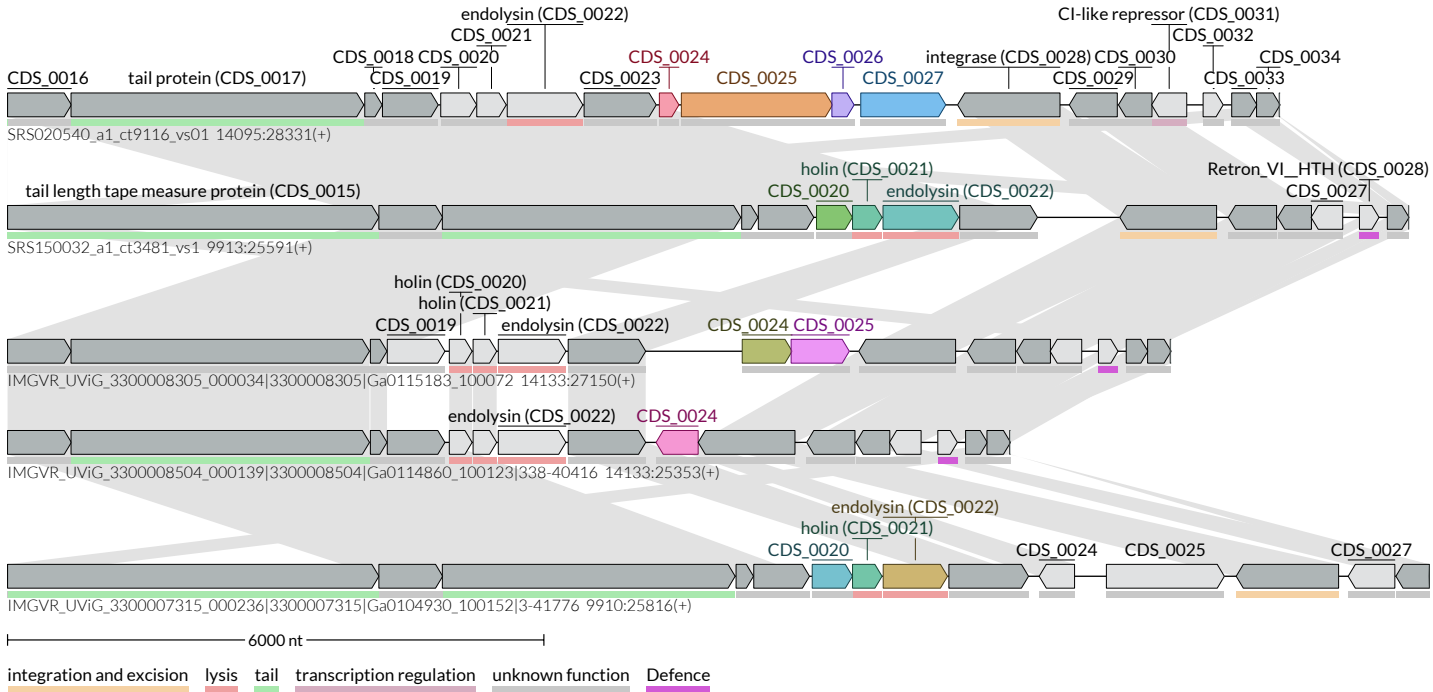 endolysin (CDS_0022) CI-like repressor (CDS_0031)
CDS_0021 CDS_0032
CDS_0018 CDS_0020 CDS_0024 CDS_0026 integrase (CDS_0028) CDS_0030 CDS_0034
CDS_0016 tail protein (CDS_0017) CDS_0019 CDS_0023 CDS_0025 CDS_0027 CDS_0029 CDS_0033
SRS020540_a1_ct9116_vs01 14095:28331(+)
holin (CDS_0021) Retron_VI__HTH (CDS_0028)
tail length tape measure protein (CDS_0015) CDS_0020 endolysin (CDS_0022) CDS_0027
SRS150032_a1_ct3481_vs1 9913:25591(+)
holin (CDS_0020)
holin (CDS_0021)
CDS_0019 endolysin (CDS_0022) CDS_0024 CDS_0025
IMGVR_UViG_3300008305_000034|3300008305|Ga0115183_100072 14133:27150(+)
endolysin (CDS_0022) CDS_0024
IMGVR_UViG_3300008504_000139|3300008504|Ga0114860_100123|338-40416 14133:25353(+)
endolysin (CDS_0022)
holin (CDS_0021)
CDS_0020 CDS_0024 CDS_0025 CDS_0027
IMGVR_UViG_3300007315_000236|3300007315|Ga0104930_100152|3-41776 9910:25816(+)
6000 nt
integration and excision lysis tail transcription regulation unknown function Defence